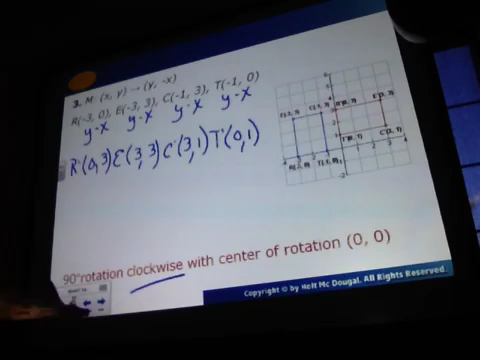 3. M: (x, y) → (y, -x)
R(-3, 0), E(-3, 3), C(-1, 3), T(-1, 0)
y-x y-x y-x y-x
R'(0,3) E'(3,3) C'(3,1) T'(0,1)
90°rotation clockwise with center of rotation (0, 0)
Copyright © by Holt Mc Dougal. All Rights Reserved.